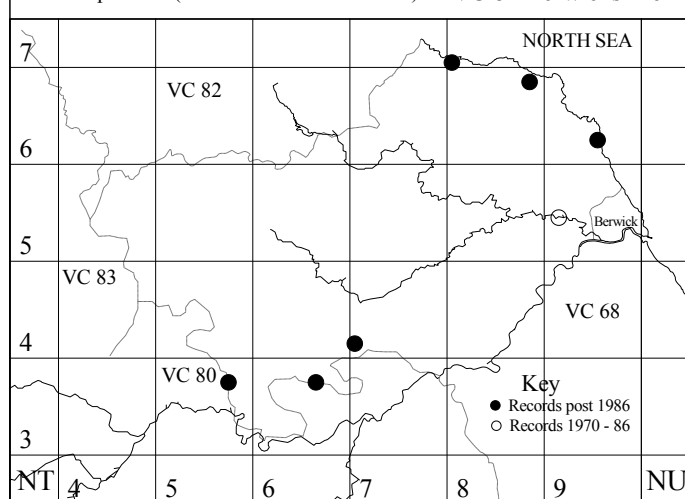 NORTH SEA
7
VC 82
6
Berwick
5
VC 83
VC 68
4
VC 80
Key
Records post 1986
Records 1970 - 86
3
NT 4 5 6 7 8 9 NU